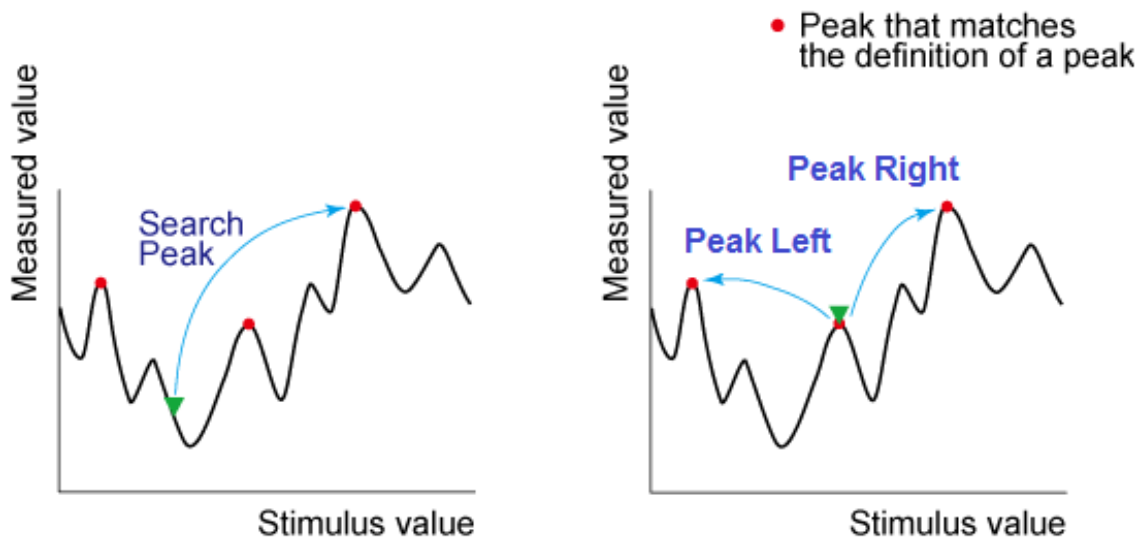 Peak that matches
the definition of a peak
Measured value
Search
Peak
Stimulus value
Measured value
Peak Right
Peak Left
Stimulus value